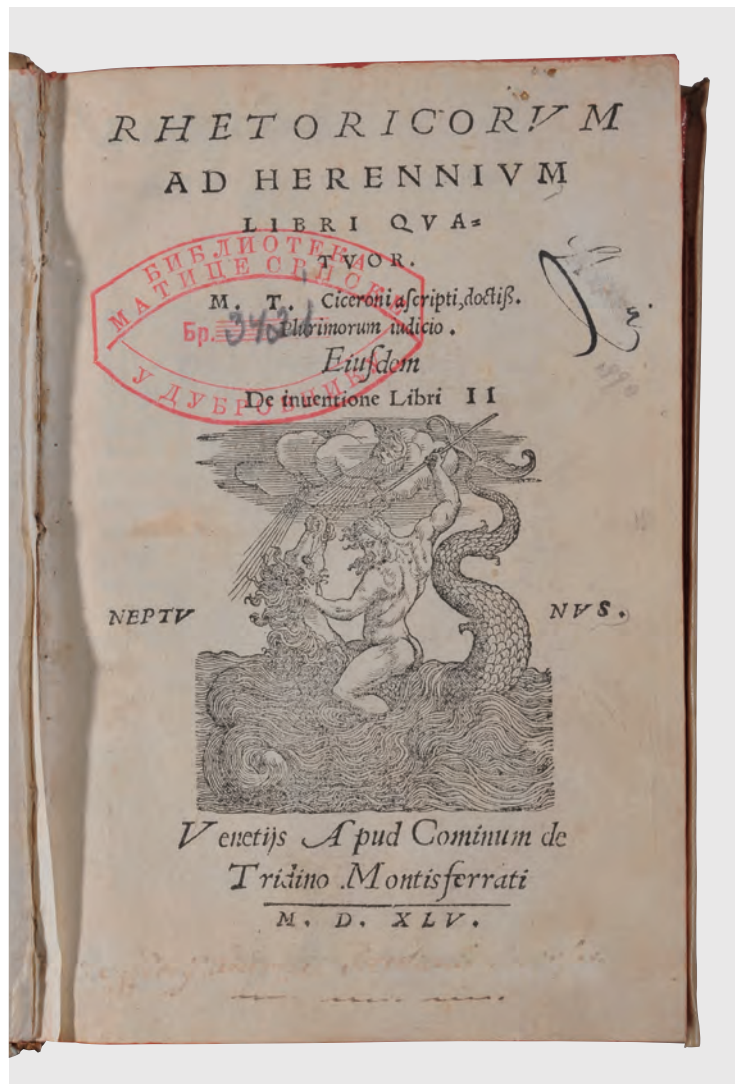 RHETORICORVM
AD HERENNIVM
LIBRI QVA=
TVOR.
M. T. Ciceroni aſcripti, doctiſſ.
Plurimorum iudicio.
Eiuſdem
De inuentione Libri II
БИБЛИОТЕКА
МАТИЦЕ СРПСКЕ
Бр.
У ДУБРОВНИКУ
NEPTV
NVS.
Venetijs Apud Cominum de
Tridino Montisferrati
M. D. XLV.